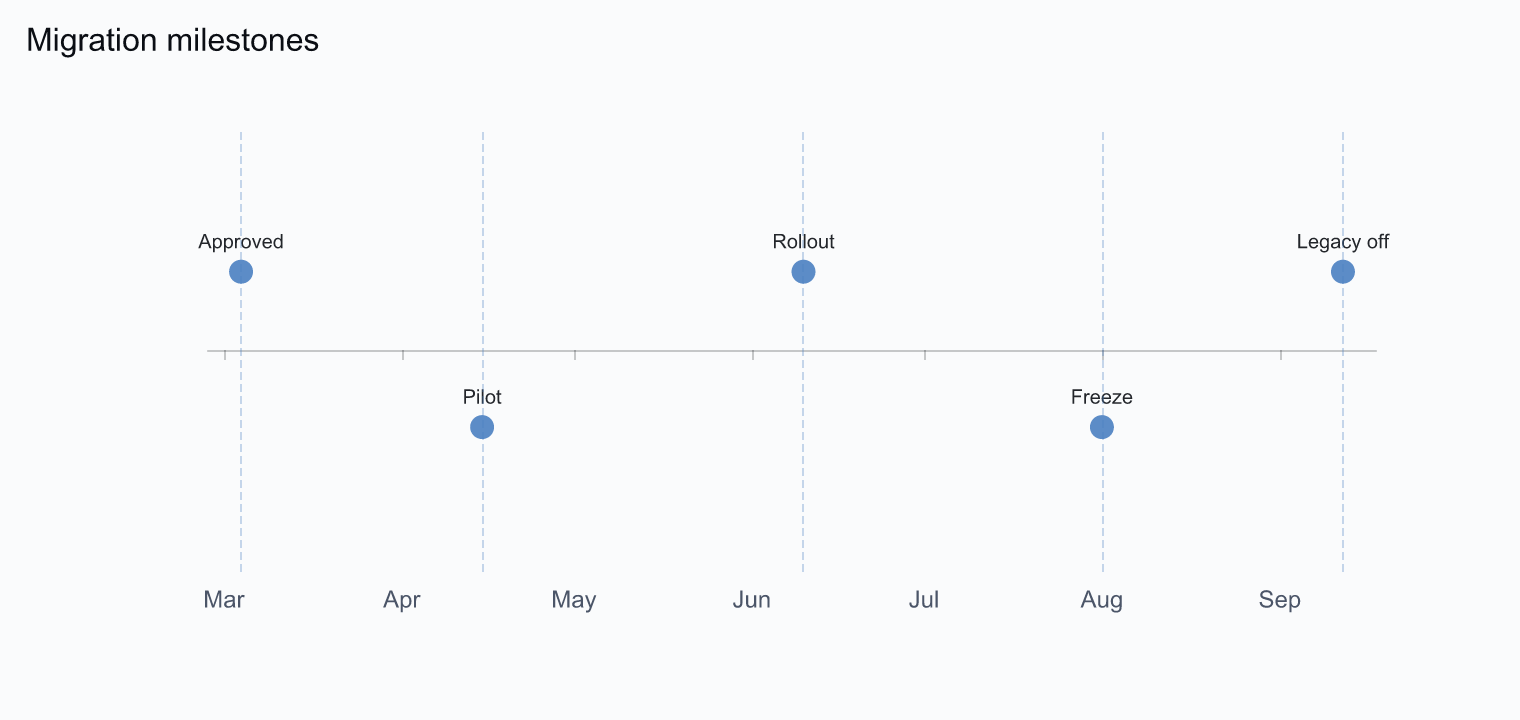 Migration milestones
Approved
Rollout
Legacy off
Pilot
Freeze
Mar
Apr
May
Jun
Jul
Aug
Sep